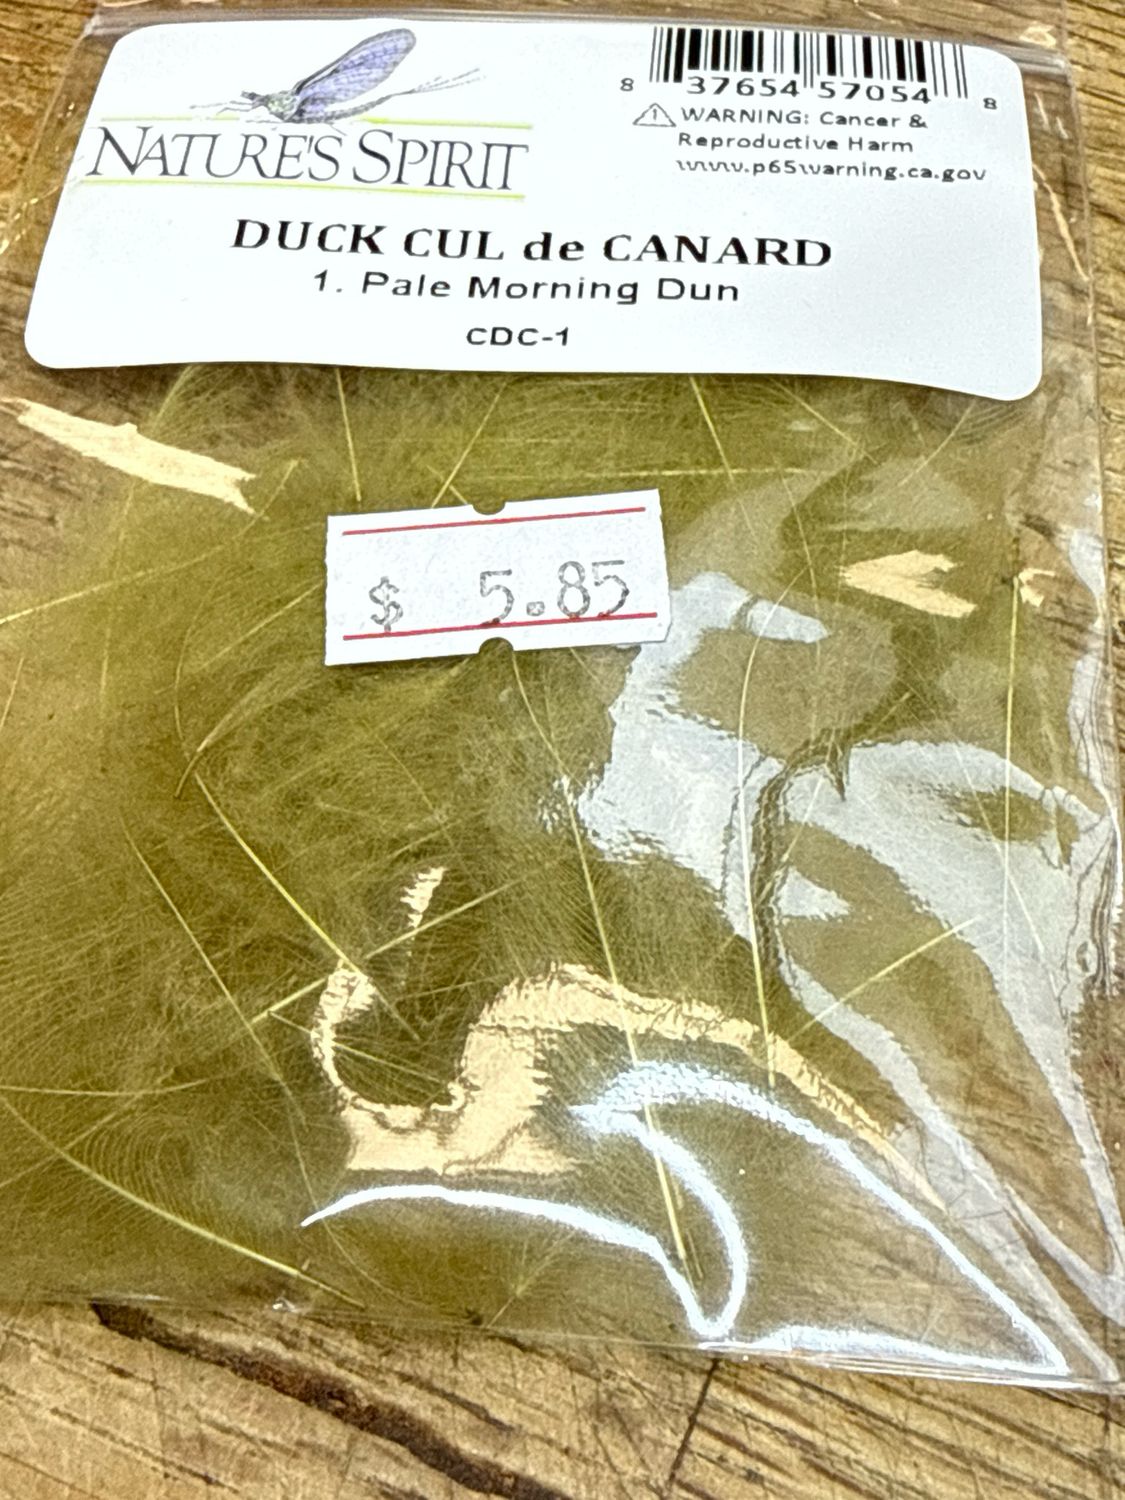 NATURE'S SPIRIT
8 37654 57054 8
WARNING: Cancer &
Reproductive Harm
www.p65warning.ca.gov
DUCK CUL de CANARD
1. Pale Morning Dun
CDC-1
$ 5.85